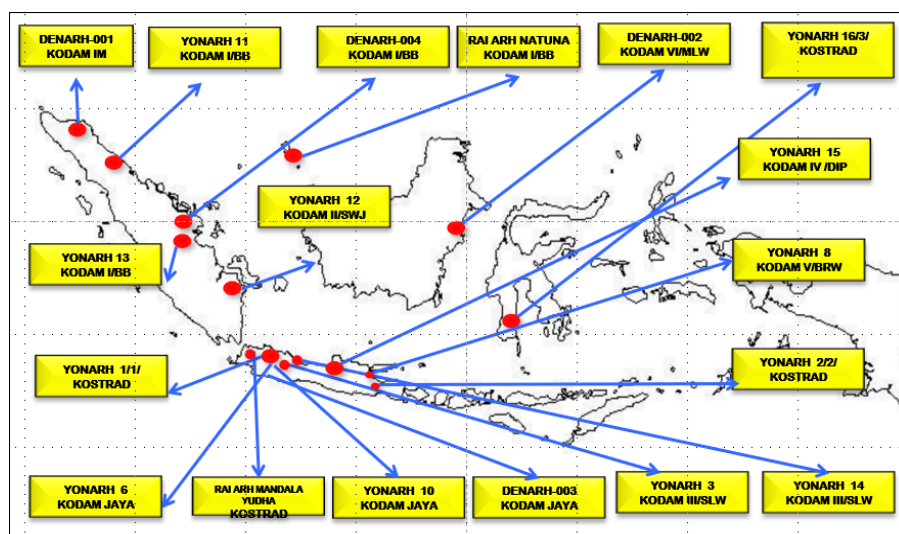 DENARH-001
KODAM IM
YONARH 11
KODAM I/BB
DENARH-004
KODAM I/BB
RAI ARH NATUNA
KODAM I/BB
DENARH-002
KODAM VI/MLW
YONARH 16/3/
KOSTRAD
YONARH 15
KODAM IV /DIP
YONARH 12
KODAM II/SWJ
YONARH 13
KODAM I/BB
YONARH 8
KODAM V/BRW
YONARH 1/1/
KOSTRAD
YONARH 2/2/
KOSTRAD
YONARH 6
KODAM JAYA
RAI ARH MANDALA
YUDHA
KOSTRAD
YONARH 10
KODAM JAYA
DENARH-003
KODAM JAYA
YONARH 3
KODAM III/SLW
YONARH 14
KODAM III/SLW